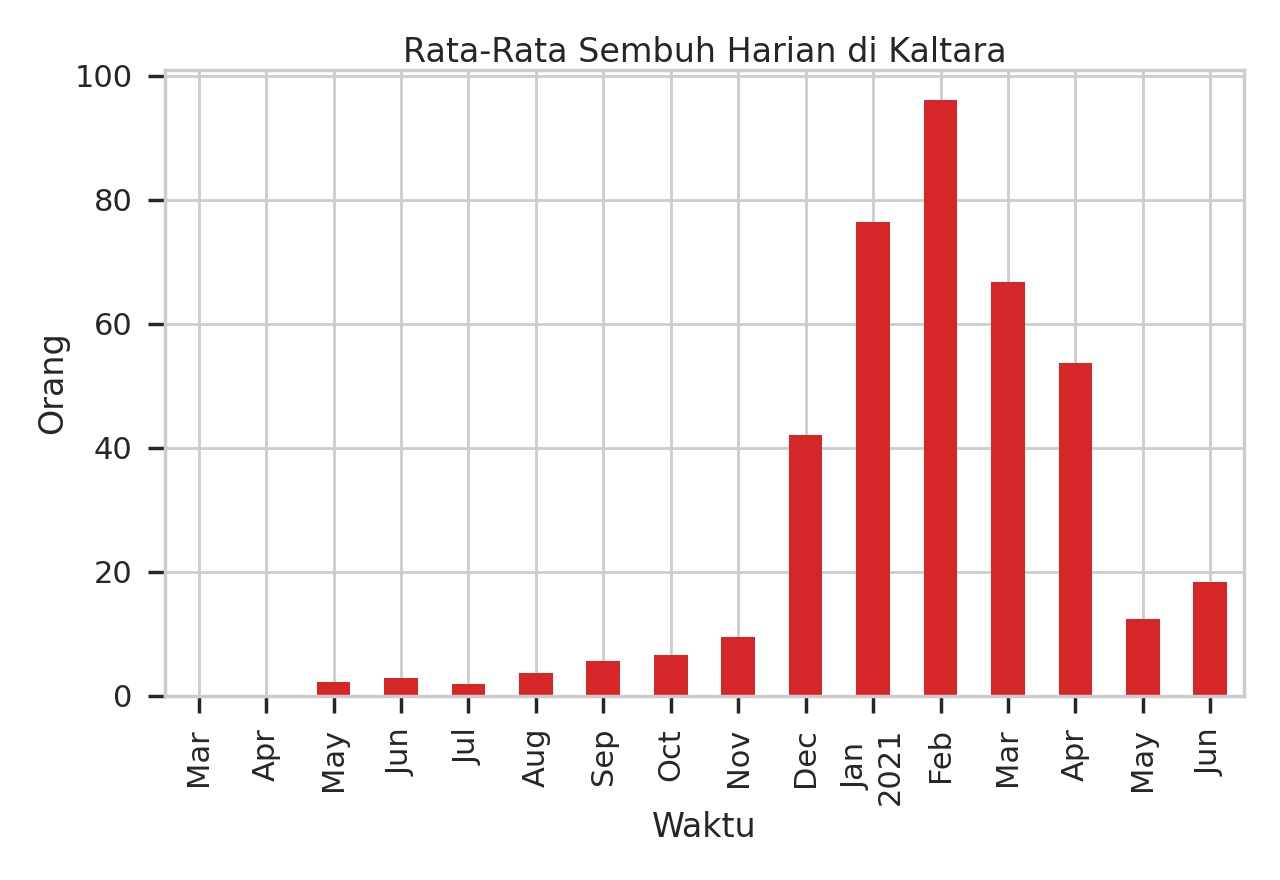 Rata-Rata Sembuh Harian di Kaltara
100
80
60
40
20
0
Orang
Mar
Apr
May
Jun
Jul
Aug
Sep
Oct
Nov
Dec
Jan
2021
Feb
Mar
Apr
May
Jun
Waktu